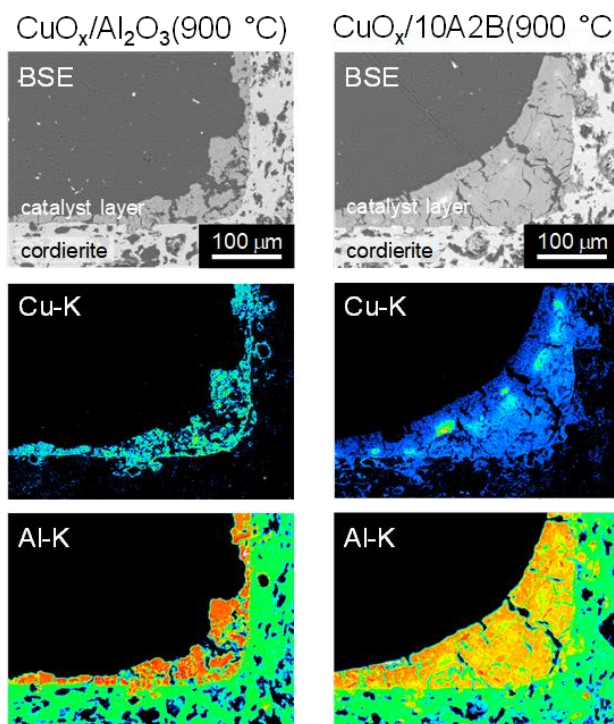 CuOₓ/Al₂O₃(900 °C)
CuOₓ/10A2B(900 °C
BSE
catalyst layer
cordierite
100 μm
BSE
catalyst layer
cordierite
100 μm
Cu-K
Cu-K
Al-K
Al-K